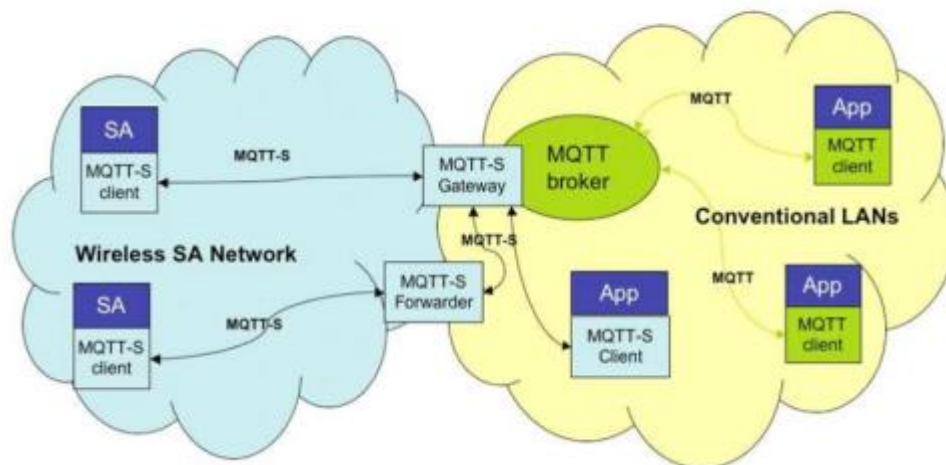 SA
MQTT-S
client
MQTT-S
MQTT-S
Gateway
MQTT
broker
MQTT
App
MQTT
client
Wireless SA Network
MQTT-S
Conventional LANs
SA
MQTT-S
client
MQTT-S
MQTT-S
Forwarder
App
MQTT-S
Client
MQTT
App
MQTT
client